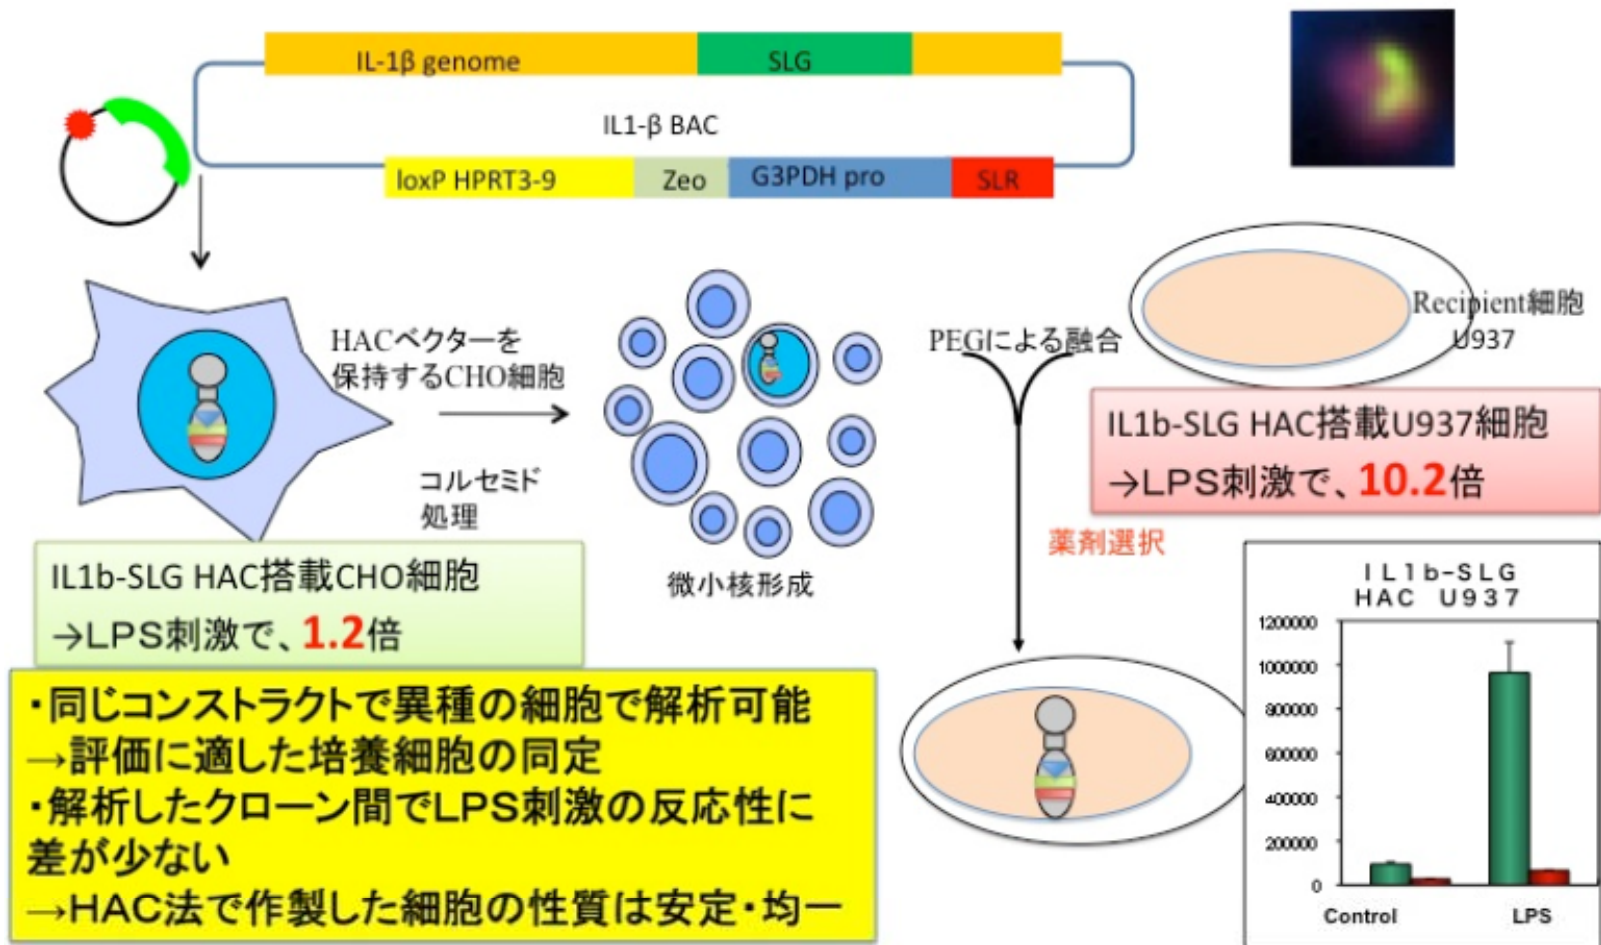 IL-1β genome
SLG
IL1-β BAC
loxP HPRT3-9
Zeo
G3PDH pro
SLR
HACベクターを
保持するCHO細胞
コルセミド
処理
微小核形成
PEGによる融合
Recipient細胞
U937
IL1b-SLG HAC搭載U937細胞
→LPS刺激で、10.2倍
薬剤選択
IL1b-SLG HAC搭載CHO細胞
→LPS刺激で、1.2倍
・同じコンストラクトで異種の細胞で解析可能
→評価に適した培養細胞の同定
・解析したクローン間でLPS刺激の反応性に
差が少ない
→HAC法で作製した細胞の性質は安定・均一
IL1b-SLG
HAC U937
1200000
1000000
800000
600000
400000
200000
0
Control
LPS